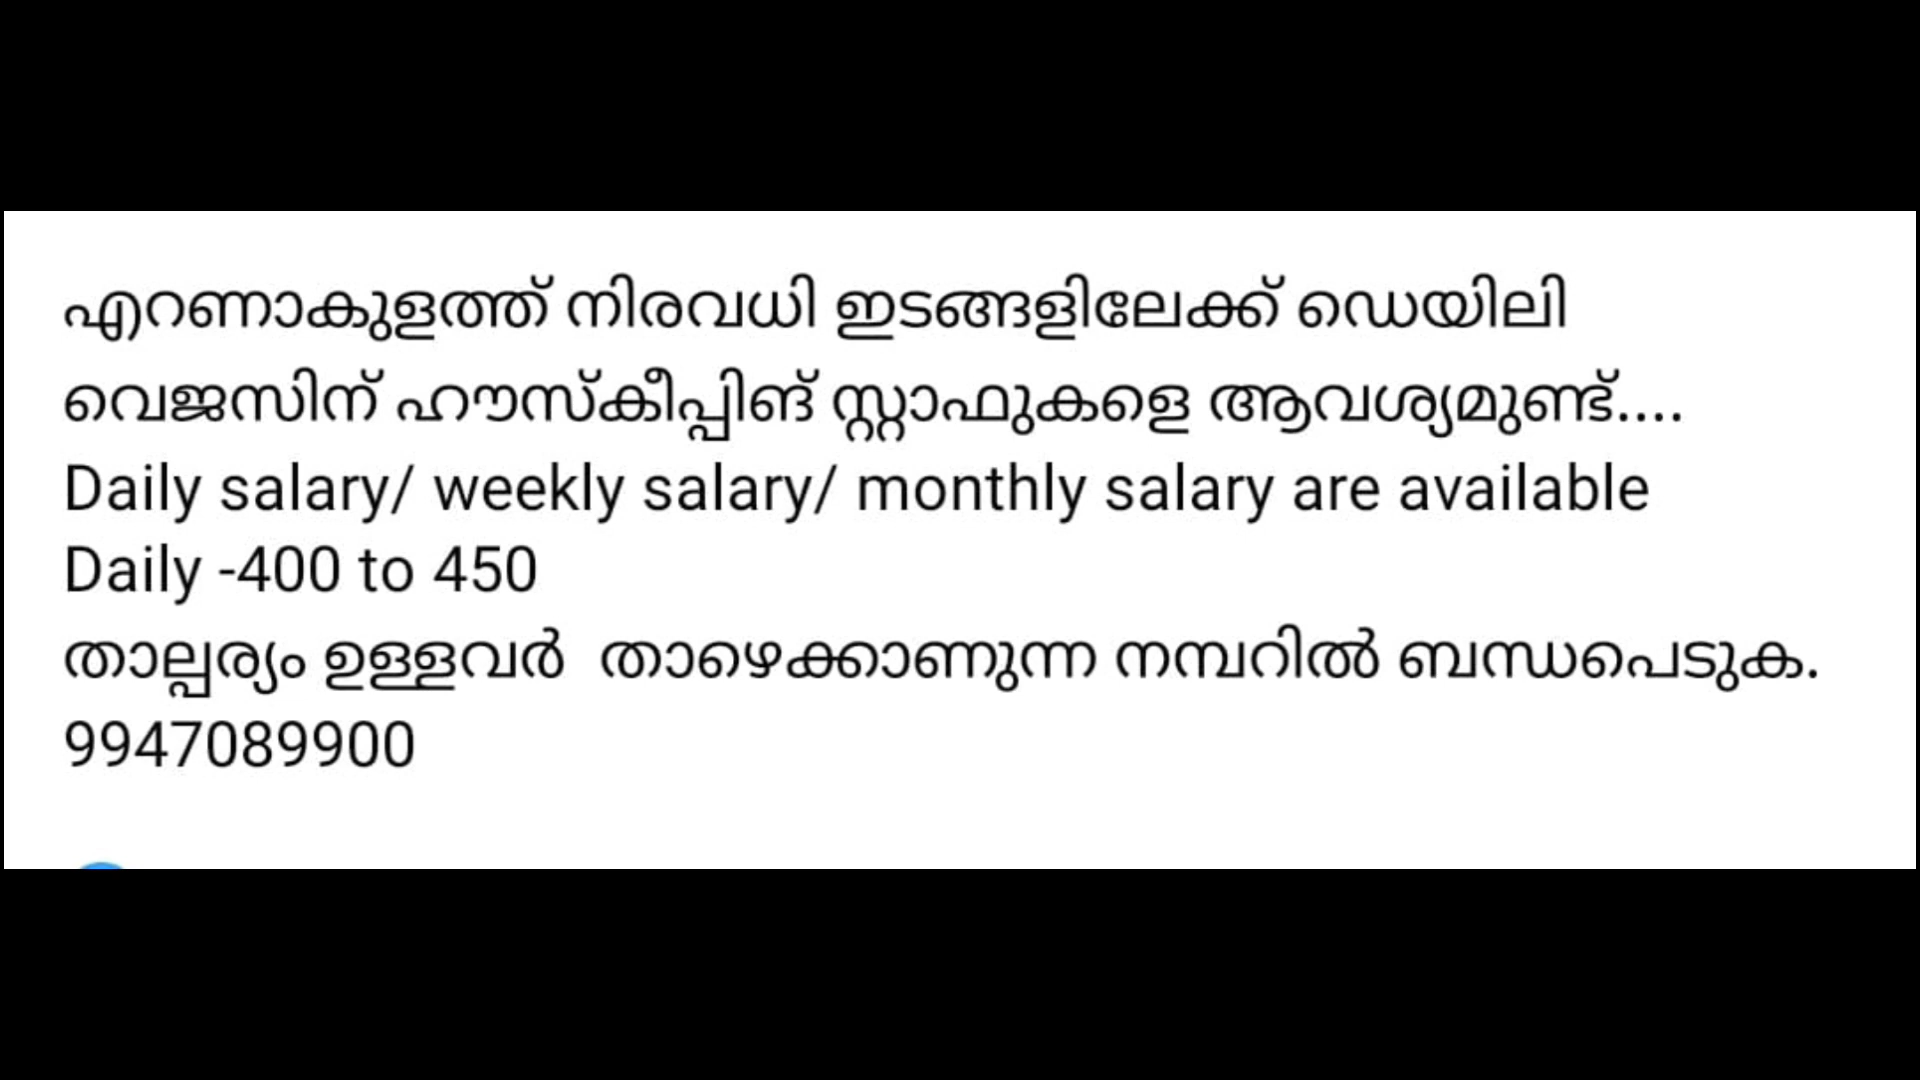 എറണാകുളത്ത് നിരവധി ഇടങ്ങളിലേക്ക് ഡെയിലി
വെജസിന് ഹൗസ്കീപ്പിങ് സ്റ്റാഫുകളെ ആവശ്യമുണ്ട്....
Daily salary/ weekly salary/ monthly salary are available
Daily -400 to 450
താല്പര്യം ഉള്ളവർ  താഴെക്കാണുന്ന നമ്പറിൽ ബന്ധപെടുക.
9947089900